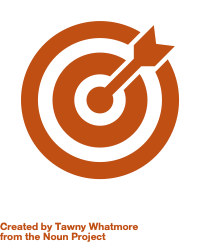 Created by Tawny Whatmore
from the Noun Project